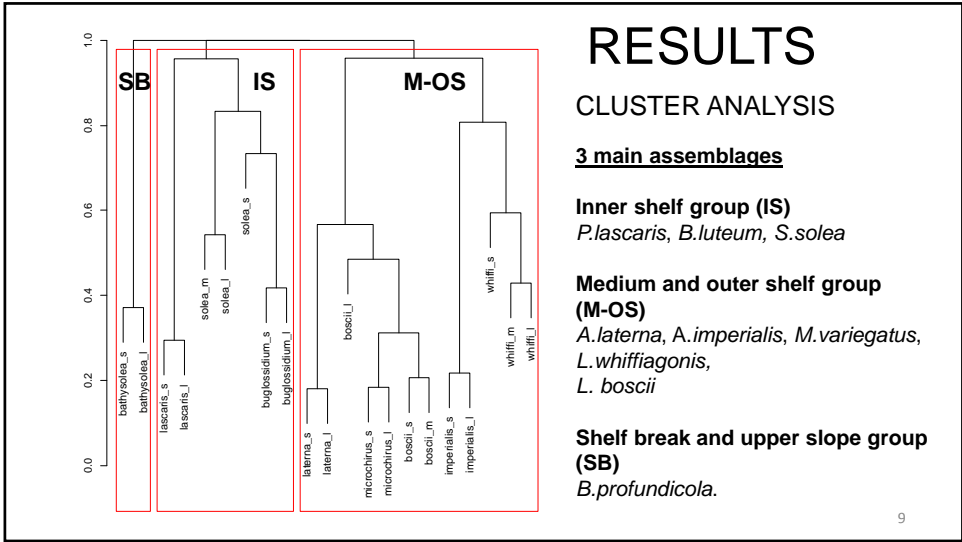 RESULTS
CLUSTER ANALYSIS
3 main assemblages
Inner shelf group (IS)
P.lascaris, B.luteum, S.solea
Medium and outer shelf group
(M-OS)
A.laterna, A.imperialis, M.variegatus,
L.whiffiagonis,
L. boscii
Shelf break and upper slope group
(SB)
B.profundicola.
9
1.0
0.8
0.6
0.4
0.2
0.0
SB
IS
M-OS
bathysolea_s
bathysolea_l
lascaris_s
lascaris_l
solea_m
solea_l
solea_s
buglossidium_s
buglossidium_l
laterna_s
laterna_l
boscii_l
microchirus_s
microchirus_l
boscii_s
boscii_m
imperialis_s
imperialis_l
whiffi_s
whiffi_m
whiffi_l